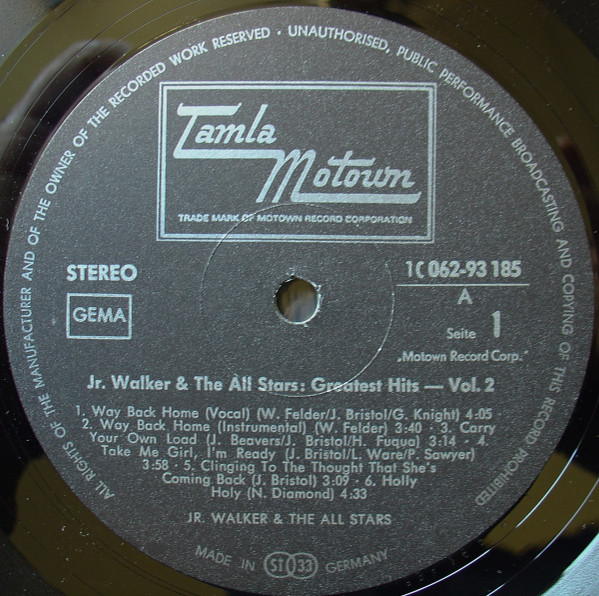 ALL RIGHTS OF THE MANUFACTURER AND OF THE OWNER OF THE RECORDED WORK RESERVED · UNAUTHORISED, PUBLIC PERFORMANCE BROADCASTING AND COPYING OF THIS RECORD PROHIBITED
Tamla
Motown
TRADE MARK OF MOTOWN RECORD CORPORATION
STEREO
1C 062-93 185
A
GEMA
Seite 1
„Motown Record Corp."
Jr. Walker & The All Stars: Greatest Hits — Vol. 2
1. Way Back Home (Vocal) (W. Felder/J. Bristol/G. Knight) 4:05
2. Way Back Home (Instrumental) (W. Felder) 3:40 · 3. Carry
Your Own Load (J. Beavers/J. Bristol/H. Fuqua) 3:14 · 4.
Take Me Girl, I'm Ready (J. Bristol/L. Ware/P. Sawyer)
3:58 · 5. Clinging To The Thought That She's
Coming Back (J. Bristol) 3:09 · 6. Holly
Holy (N. Diamond) 4:33
JR. WALKER & THE ALL STARS
MADE IN ST 33 GERMANY